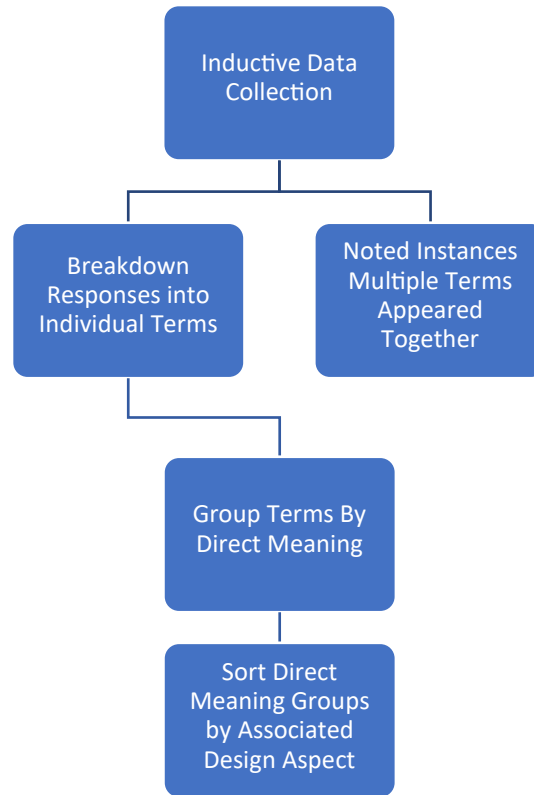 Inductive Data
Collection
Breakdown
Responses into
Individual Terms
Noted Instances
Multiple Terms
Appeared
Together
Group Terms By
Direct Meaning
Sort Direct
Meaning Groups
by Associated
Design Aspect